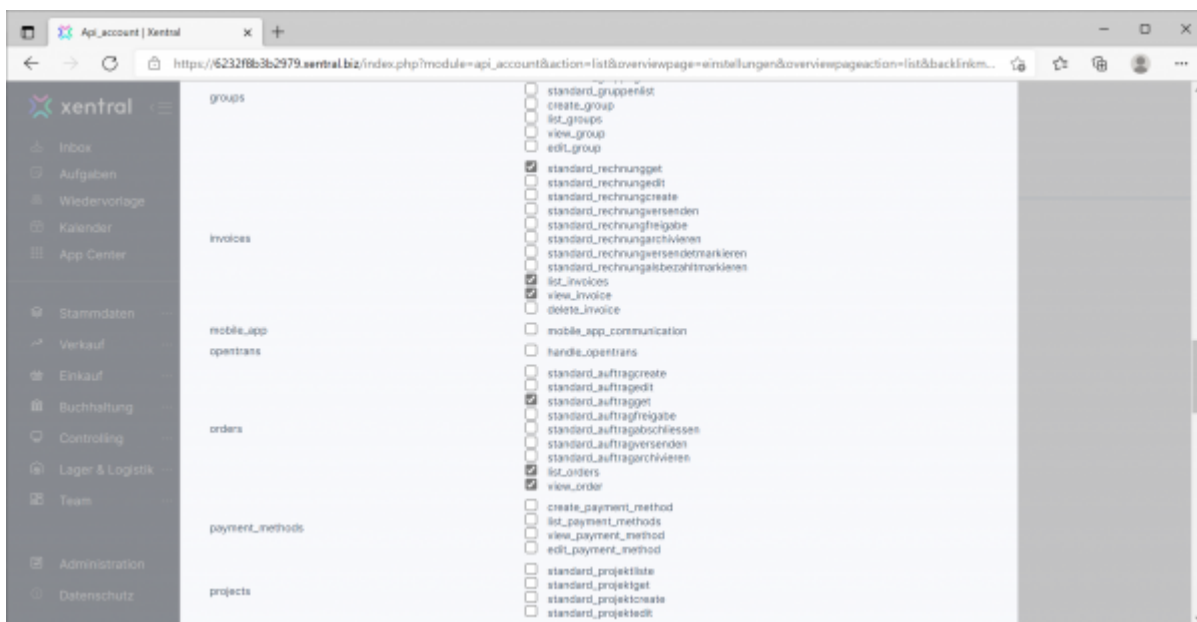 Api_account | Xentral
https://6232f8b3b2979.xentral.biz/index.php?module=api_account&action=list&overviewpage=einstellungen&overviewpageaction=list&backlinkm...
xentral
Inbox
Aufgaben
Wiedervorlage
Kalender
App Center
Stammdaten
Verkauf
Einkauf
Buchhaltung
Controlling
Lager & Logistik
Team
Administration
Datenschutz
groups
standard_gruppenlist
create_group
list_groups
view_group
edit_group
invoices
standard_rechnungget
standard_rechnungedit
standard_rechnungcreate
standard_rechnungversenden
standard_rechnungfreigabe
standard_rechnungarchivieren
standard_rechnungversendetmarkieren
standard_rechnungalsbezahltmarkieren
list_invoices
view_invoice
delete_invoice
mobile_app
mobile_app_communication
opentrans
handle_opentrans
orders
standard_auftragcreate
standard_auftragedit
standard_auftragget
standard_auftragfreigabe
standard_auftragabschliessen
standard_auftragversenden
standard_auftragarchivieren
list_orders
view_order
payment_methods
create_payment_method
list_payment_methods
view_payment_method
edit_payment_method
projects
standard_projektliste
standard_projektget
standard_projektcreate
standard_projektedit